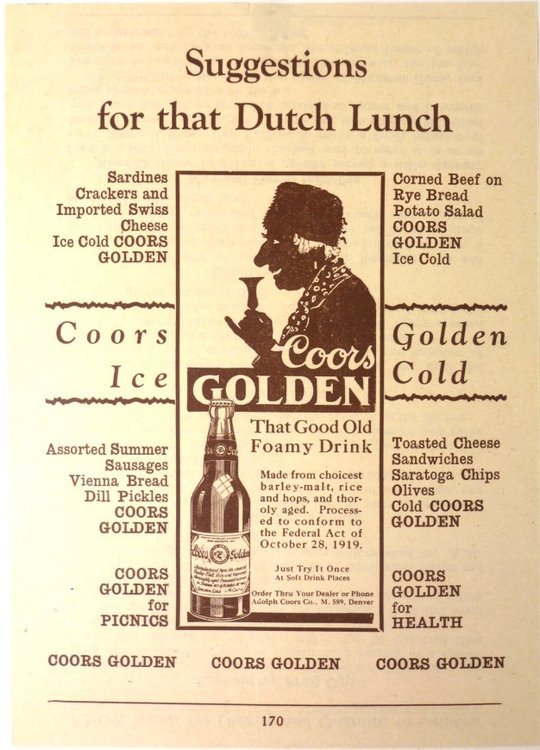 Suggestions
for that Dutch Lunch
Sardines
Crackers and
Imported Swiss
Cheese
Ice Cold COORS
GOLDEN
Corned Beef on
Rye Bread
Potato Salad
COORS
GOLDEN
Ice Cold
Coors
Ice
Golden
Cold
Coors
GOLDEN
That Good Old
Foamy Drink
Made from choicest
barley-malt, rice
and hops, and thor-
oly aged. Process-
ed to conform to
the Federal Act of
October 28, 1919.
Just Try It Once
At Soft Drink Places
Order Thru Your Dealer or Phone
Adolph Coors Co., M. 589, Denver
Coors Golden
Assorted Summer
Sausages
Vienna Bread
Dill Pickles
COORS
GOLDEN
Toasted Cheese
Sandwiches
Saratoga Chips
Olives
Cold COORS
GOLDEN
COORS
GOLDEN
for
PICNICS
COORS
GOLDEN
for
HEALTH
COORS GOLDEN COORS GOLDEN COORS GOLDEN
170